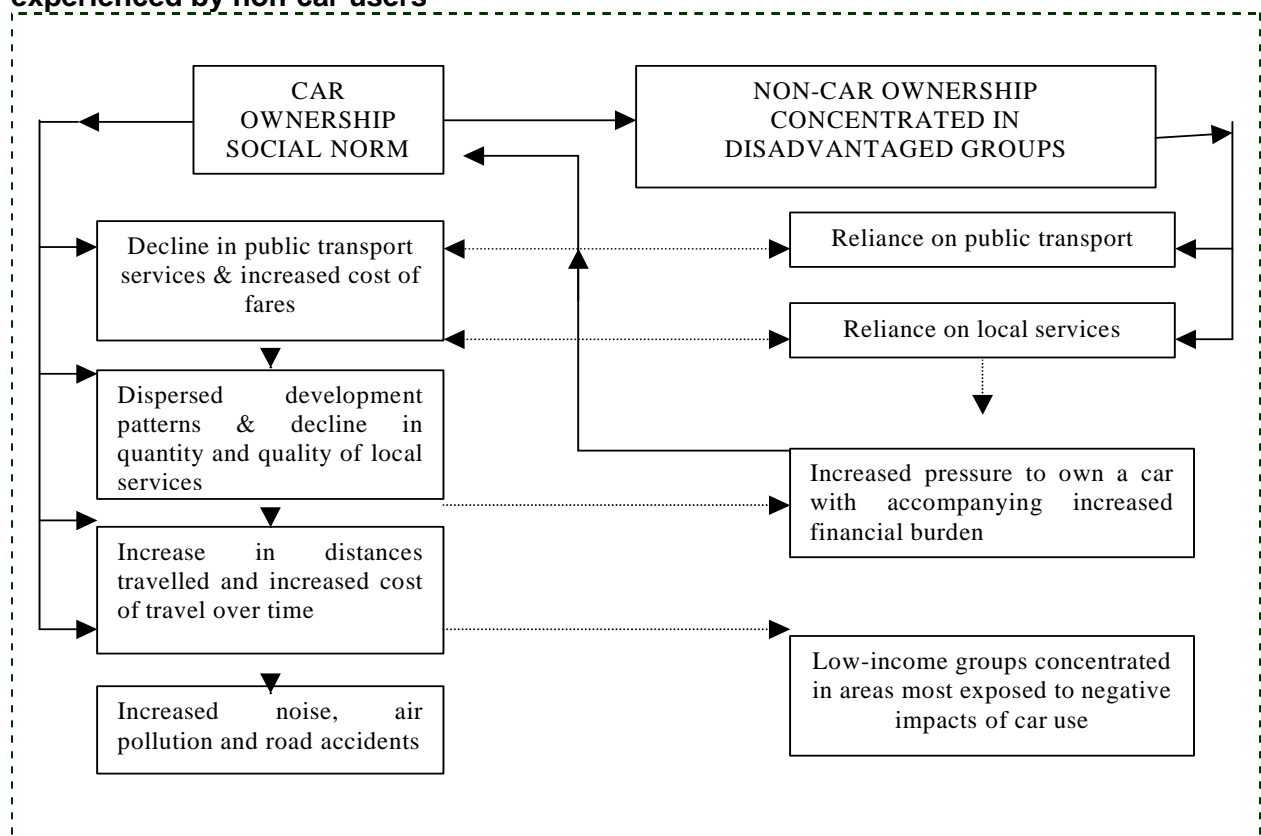 experienced by non-car users
CAR
OWNERSHIP
SOCIAL NORM
NON-CAR OWNERSHIP
CONCENTRATED IN
DISADVANTAGED GROUPS
Decline in public transport
services & increased cost of
fares
Reliance on public transport
Reliance on local services
Dispersed development
patterns & decline in
quantity and quality of local
services
Increased pressure to own a car
with accompanying increased
financial burden
Increase in distances
travelled and increased cost
of travel over time
Low-income groups concentrated
in areas most exposed to negative
impacts of car use
Increased noise, air
pollution and road accidents